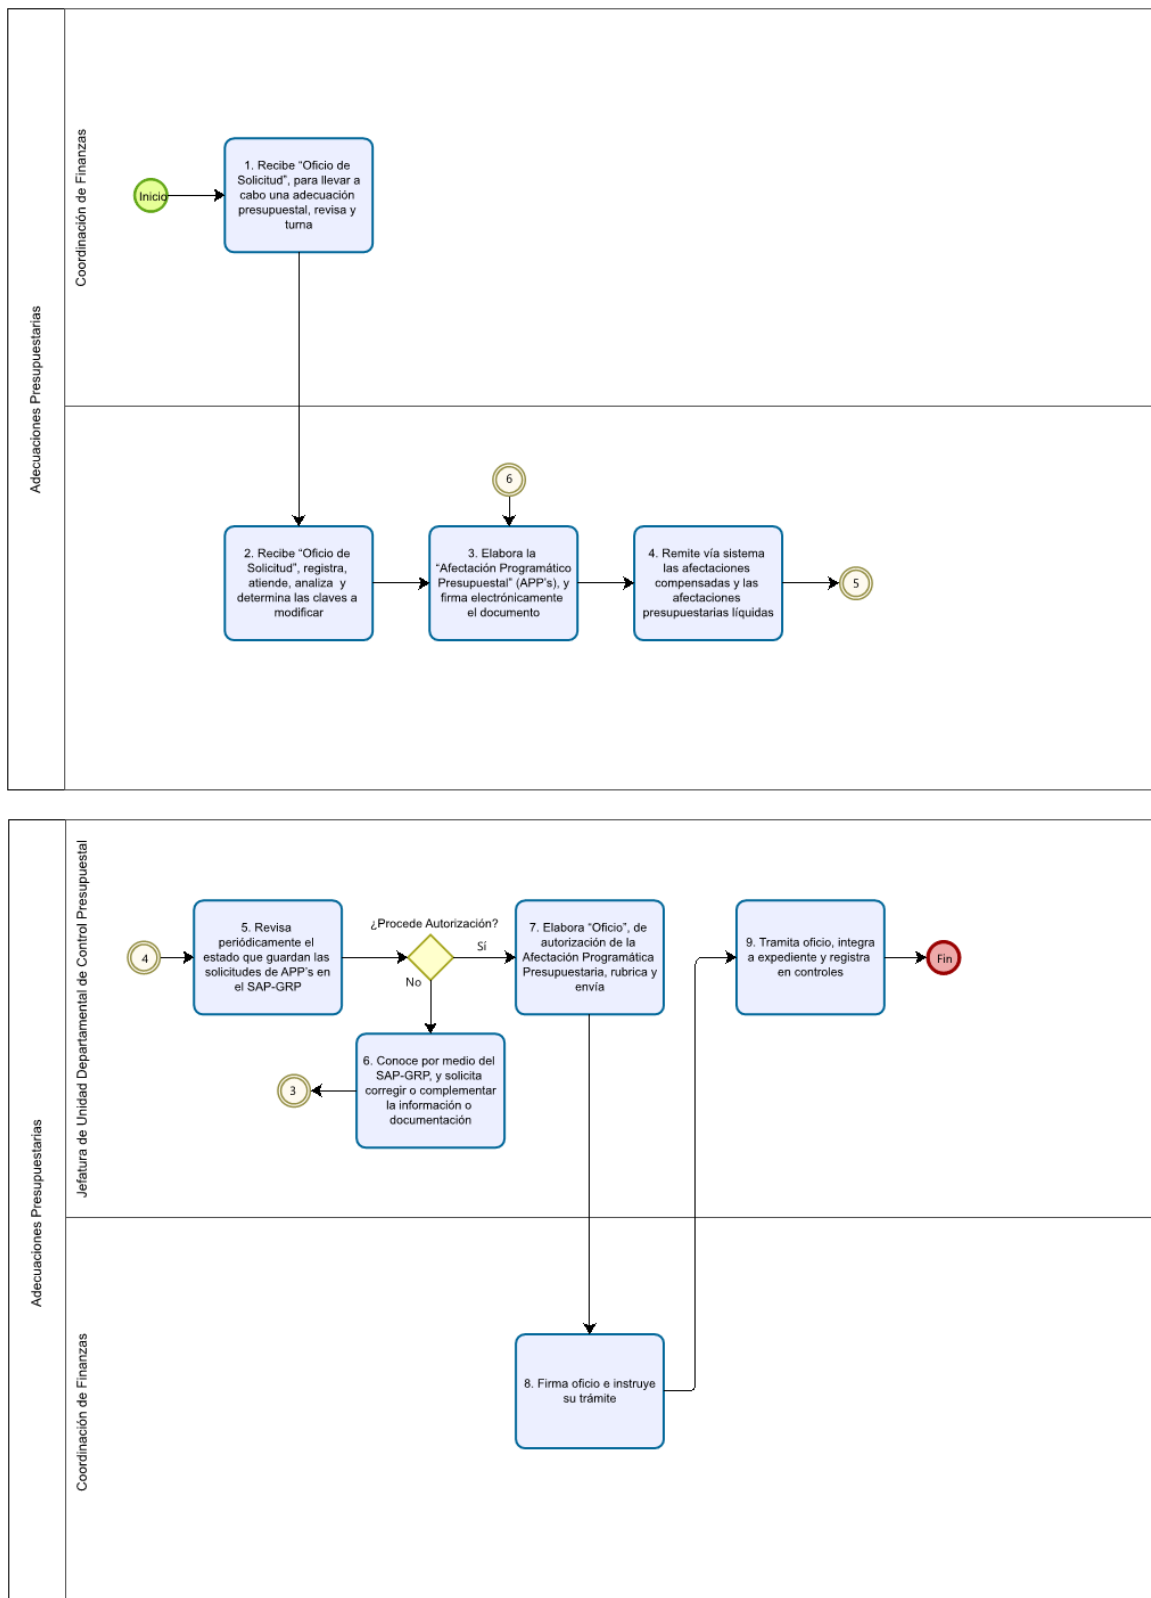 Adecuaciones Presupuestarias
Coordinación de Finanzas
Inicio
1. Recibe “Oficio de
Solicitud”, para llevar a
cabo una adecuación
presupuestal, revisa y
turna
2. Recibe “Oficio de
Solicitud”, registra,
atiende, analiza y
determina las claves a
modificar
6
3. Elabora la
“Afectación Programático
Presupuestal” (APP’s), y
firma electrónicamente
el documento
4. Remite vía sistema
las afectaciones
compensadas y las
afectaciones
presupuestarias líquidas
5
Adecuaciones Presupuestarias
Jefatura de Unidad Departamental de Control Presupuestal
4
5. Revisa
periódicamente el
estado que guardan las
solicitudes de APP’s en
el SAP-GRP
¿Procede Autorización?
Sí
No
6. Conoce por medio del
SAP-GRP, y solicita
corregir o complementar
la información o
documentación
3
7. Elabora “Oficio”, de
autorización de la
Afectación Programática
Presupuestaria, rubrica y
envía
9. Tramita oficio, integra
a expediente y registra
en controles
Fin
Coordinación de Finanzas
8. Firma oficio e instruye
su trámite